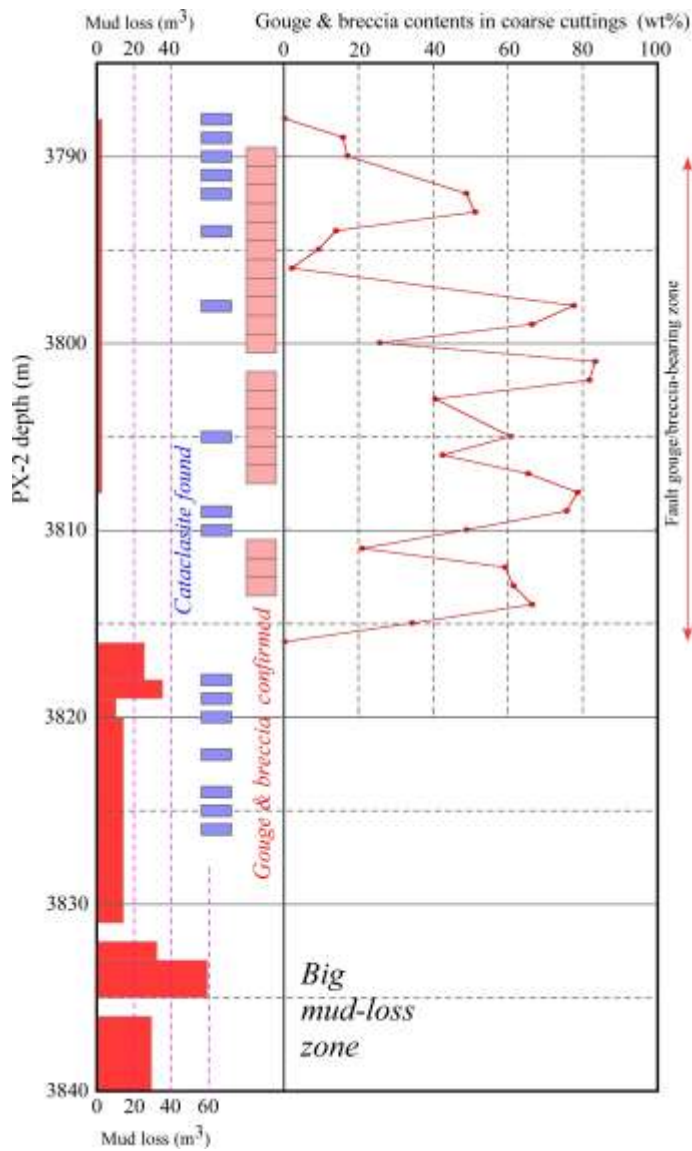 Mud loss (m³)
Gouge & breccia contents in coarse cuttings (wt%)
0 20 40
0 20 40 60 80 100
3790
3800
3810
3820
3830
3840
PX-2 depth (m)
Cataclasite found
Gouge & breccia confirmed
Fault gouge/breccia-bearing zone
Big
mud-loss
zone
0 20 40 60
Mud loss (m³)